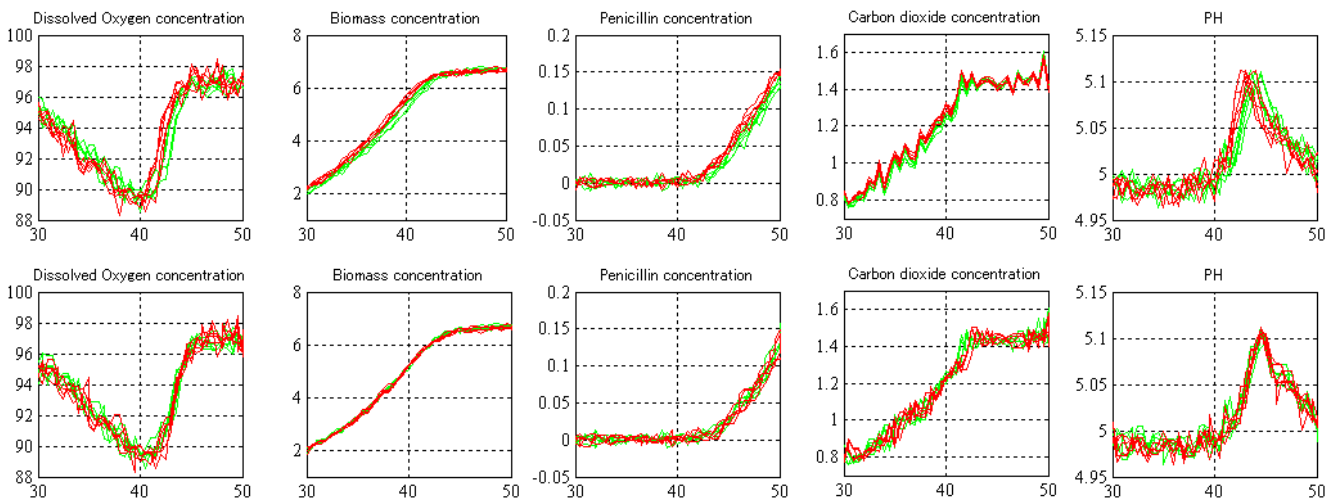 Dissolved Oxygen concentration
100
98
96
94
92
90
88
30 40 50
Biomass concentration
8
6
4
2
30 40 50
Penicillin concentration
0.2
0.15
0.1
0.05
0
-0.05
30 40 50
Carbon dioxide concentration
1.6
1.4
1.2
1
0.8
30 40 50
PH
5.15
5.1
5.05
5
4.95
30 40 50
Dissolved Oxygen concentration
100
98
96
94
92
90
88
30 40 50
Biomass concentration
8
6
4
2
30 40 50
Penicillin concentration
0.2
0.15
0.1
0.05
0
-0.05
30 40 50
Carbon dioxide concentration
1.6
1.4
1.2
1
0.8
30 40 50
PH
5.15
5.1
5.05
5
4.95
30 40 50